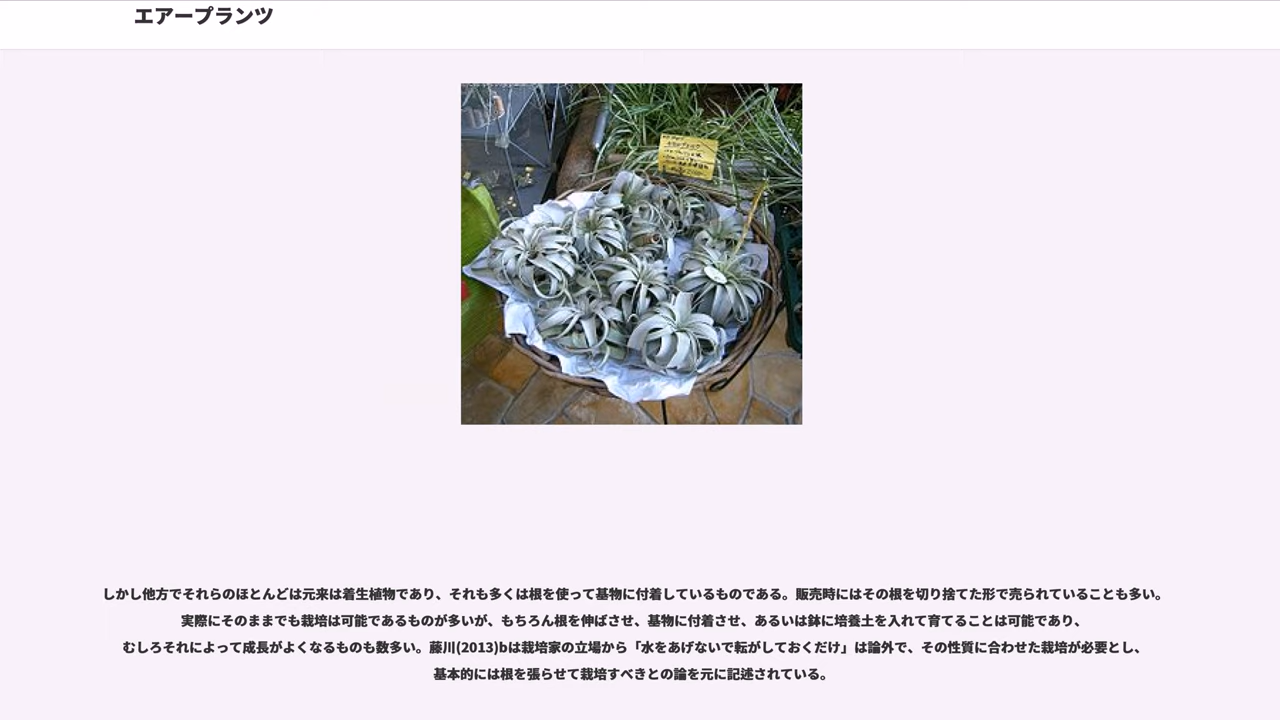 エアープランツ
しかし他方でそれらのほとんどは元来は着生植物であり、それも多くは根を使って基物に付着しているものである。販売時にはその根を切り捨てた形で売られていることも多い。
実際にそのままでも栽培は可能であるものが多いが、もちろん根を伸ばさせ、基物に付着させ、あるいは鉢に培養土を入れて育てることは可能であり、
むしろそれによって成長がよくなるものも数多い。藤川(2013)bは栽培家の立場から「水をあげないで転がしておくだけ」は論外で、その性質に合わせた栽培が必要とし、
基本的には根を張らせて栽培すべきとの論を元に記述されている。